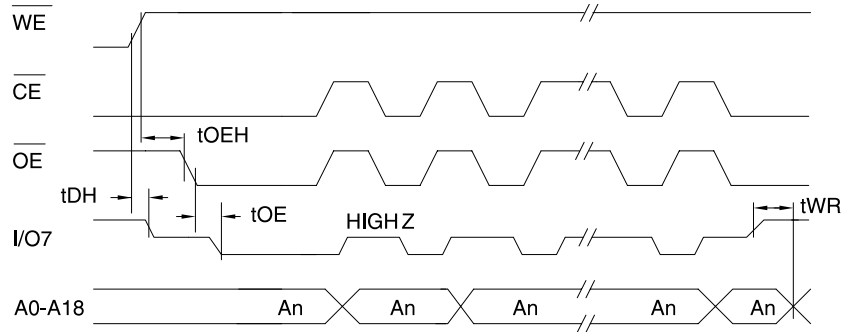 WE
CE
tOEH
OE
tDH
tOE
HIGH Z
tWR
I/O7
A0-A18 An An An An An